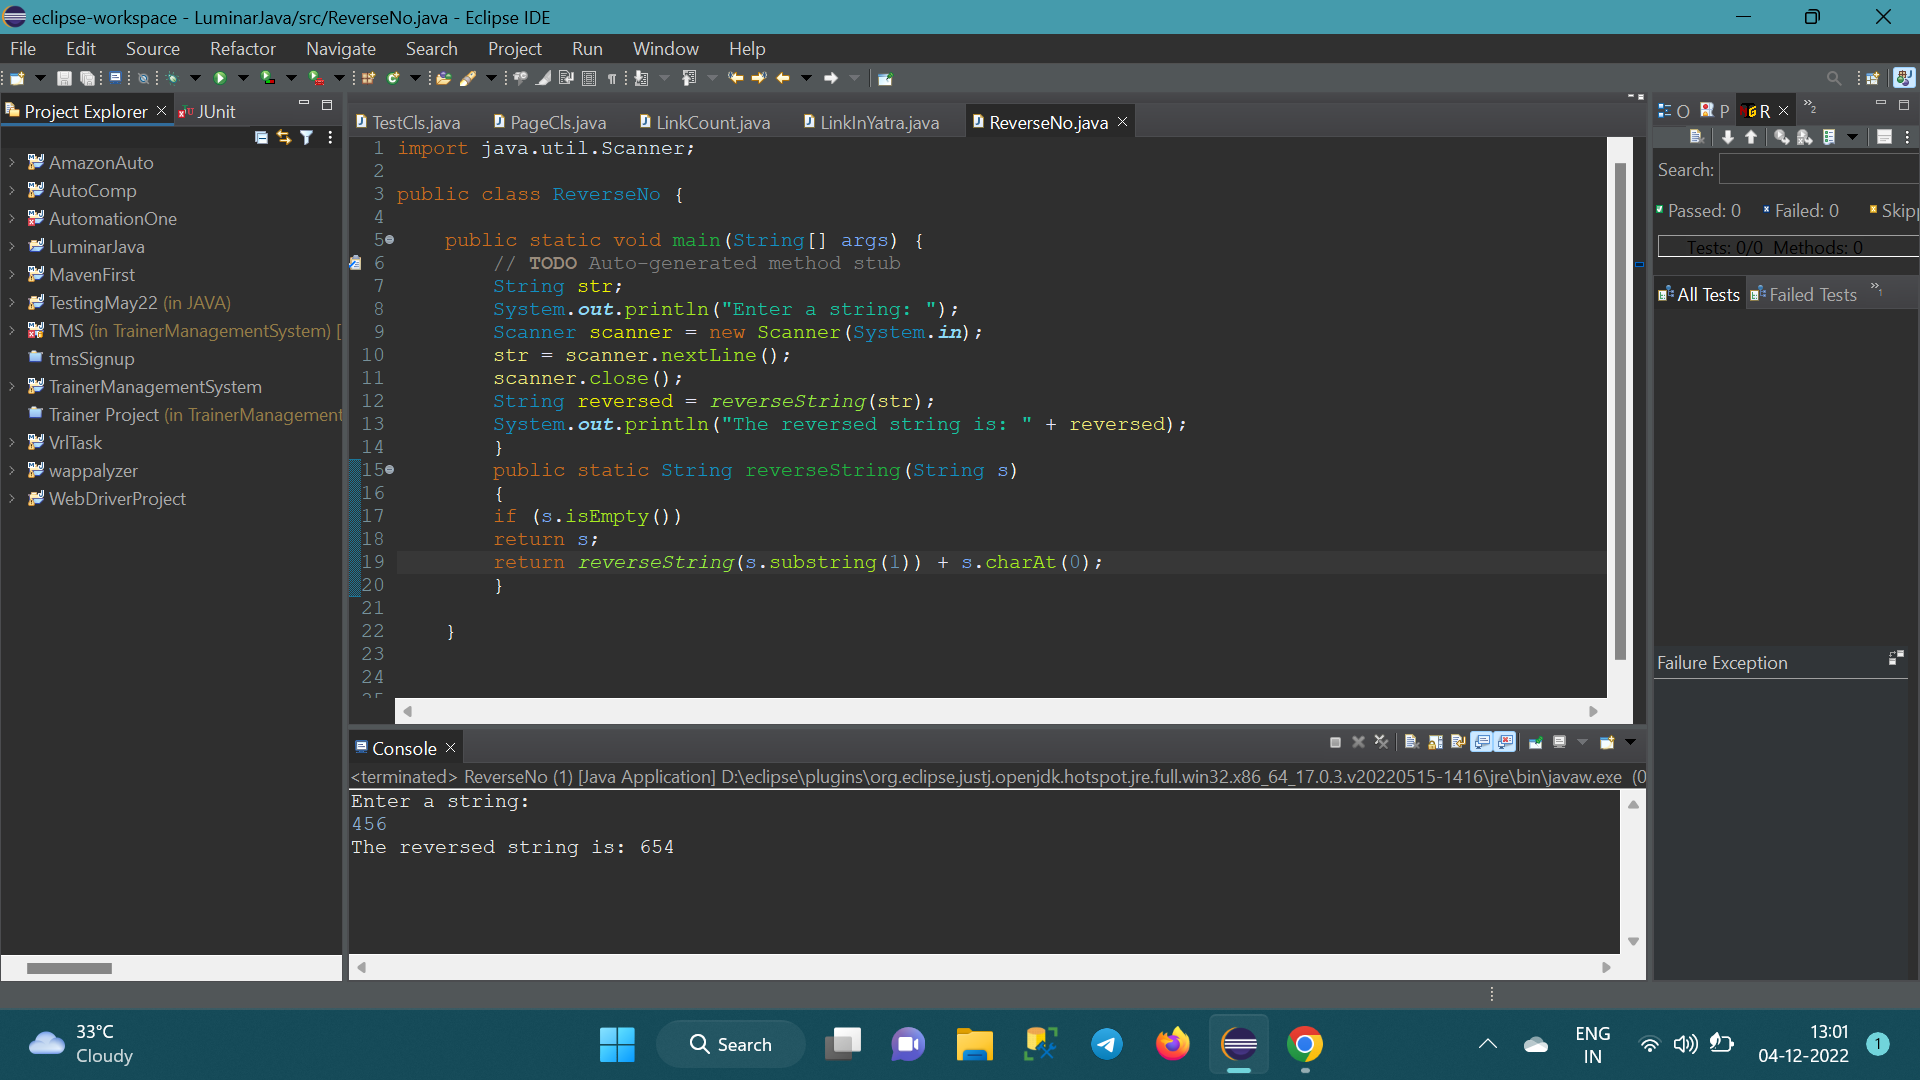 eclipse-workspace - LuminarJava/src/ReverseNo.java - Eclipse IDE
File Edit Source Refactor Navigate Search Project Run Window Help
Project Explorer JUnit
AmazonAuto
AutoComp
AutomationOne
LuminarJava
MavenFirst
TestingMay22 (in JAVA)
TMS (in TrainerManagementSystem) [
tmsSignup
TrainerManagementSystem
Trainer Project (in TrainerManagement
VrlTask
wappalyzer
WebDriverProject
TestCls.java PageCls.java LinkCount.java LinkInYatra.java ReverseNo.java
1 import java.util.Scanner;
2
3 public class ReverseNo {
4
5 public static void main(String[] args) {
6 // TODO Auto-generated method stub
7 String str;
8 System.out.println("Enter a string: ");
9 Scanner scanner = new Scanner(System.in);
10 str = scanner.nextLine();
11 scanner.close();
12 String reversed = reverseString(str);
13 System.out.println("The reversed string is: " + reversed);
14 }
15 public static String reverseString(String s)
16 {
17 if (s.isEmpty())
18 return s;
19 return reverseString(s.substring(1)) + s.charAt(0);
20 }
21
22 }
23
24
25
Console
<terminated> ReverseNo (1) [Java Application] D:\eclipse\plugins\org.eclipse.justj.openjdk.hotspot.jre.full.win32.x86_64_17.0.3.v20220515-1416\jre\bin\javaw.exe (0
Enter a string:
456
The reversed string is: 654
O P R 2
Search:
Passed: 0 Failed: 0 Skipp
Tests: 0/0 Methods: 0
All Tests Failed Tests 1
Failure Exception
33°C
Cloudy
Search
ENG
IN
13:01
04-12-2022
1